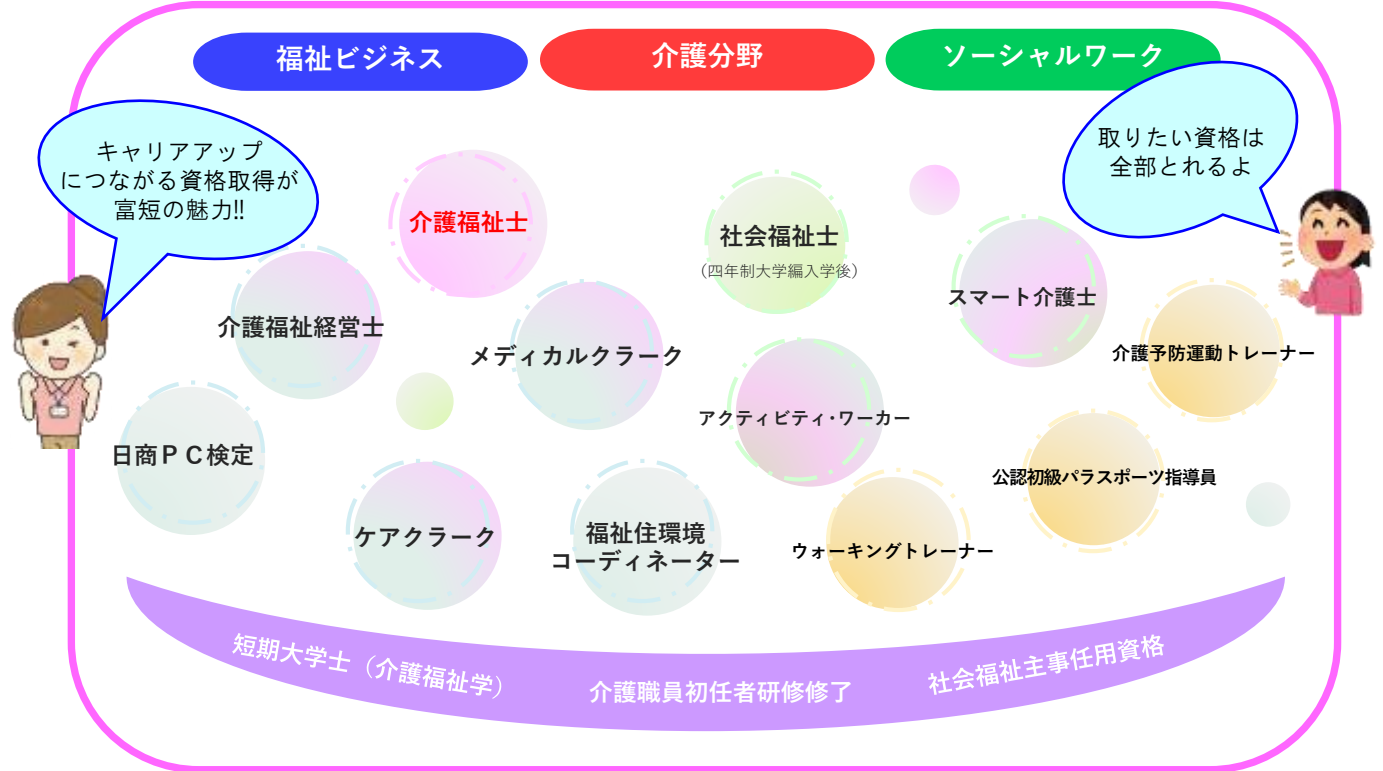 福祉ビジネス
介護分野
ソーシャルワーク
キャリアアップ
につながる資格取得が
富短の魅力!!
取りたい資格は
全部とれるよ
介護福祉士
社会福祉士
（四年制大学編入学後）
スマート介護士
介護福祉経営士
メディカルクラーク
介護予防運動トレーナー
アクティビティ・ワーカー
日商ＰＣ検定
公認初級パラスポーツ指導員
ケアクラーク
福祉住環境
コーディネーター
ウォーキングトレーナー
短期大学士（介護福祉学）
介護職員初任者研修修了
社会福祉主事任用資格